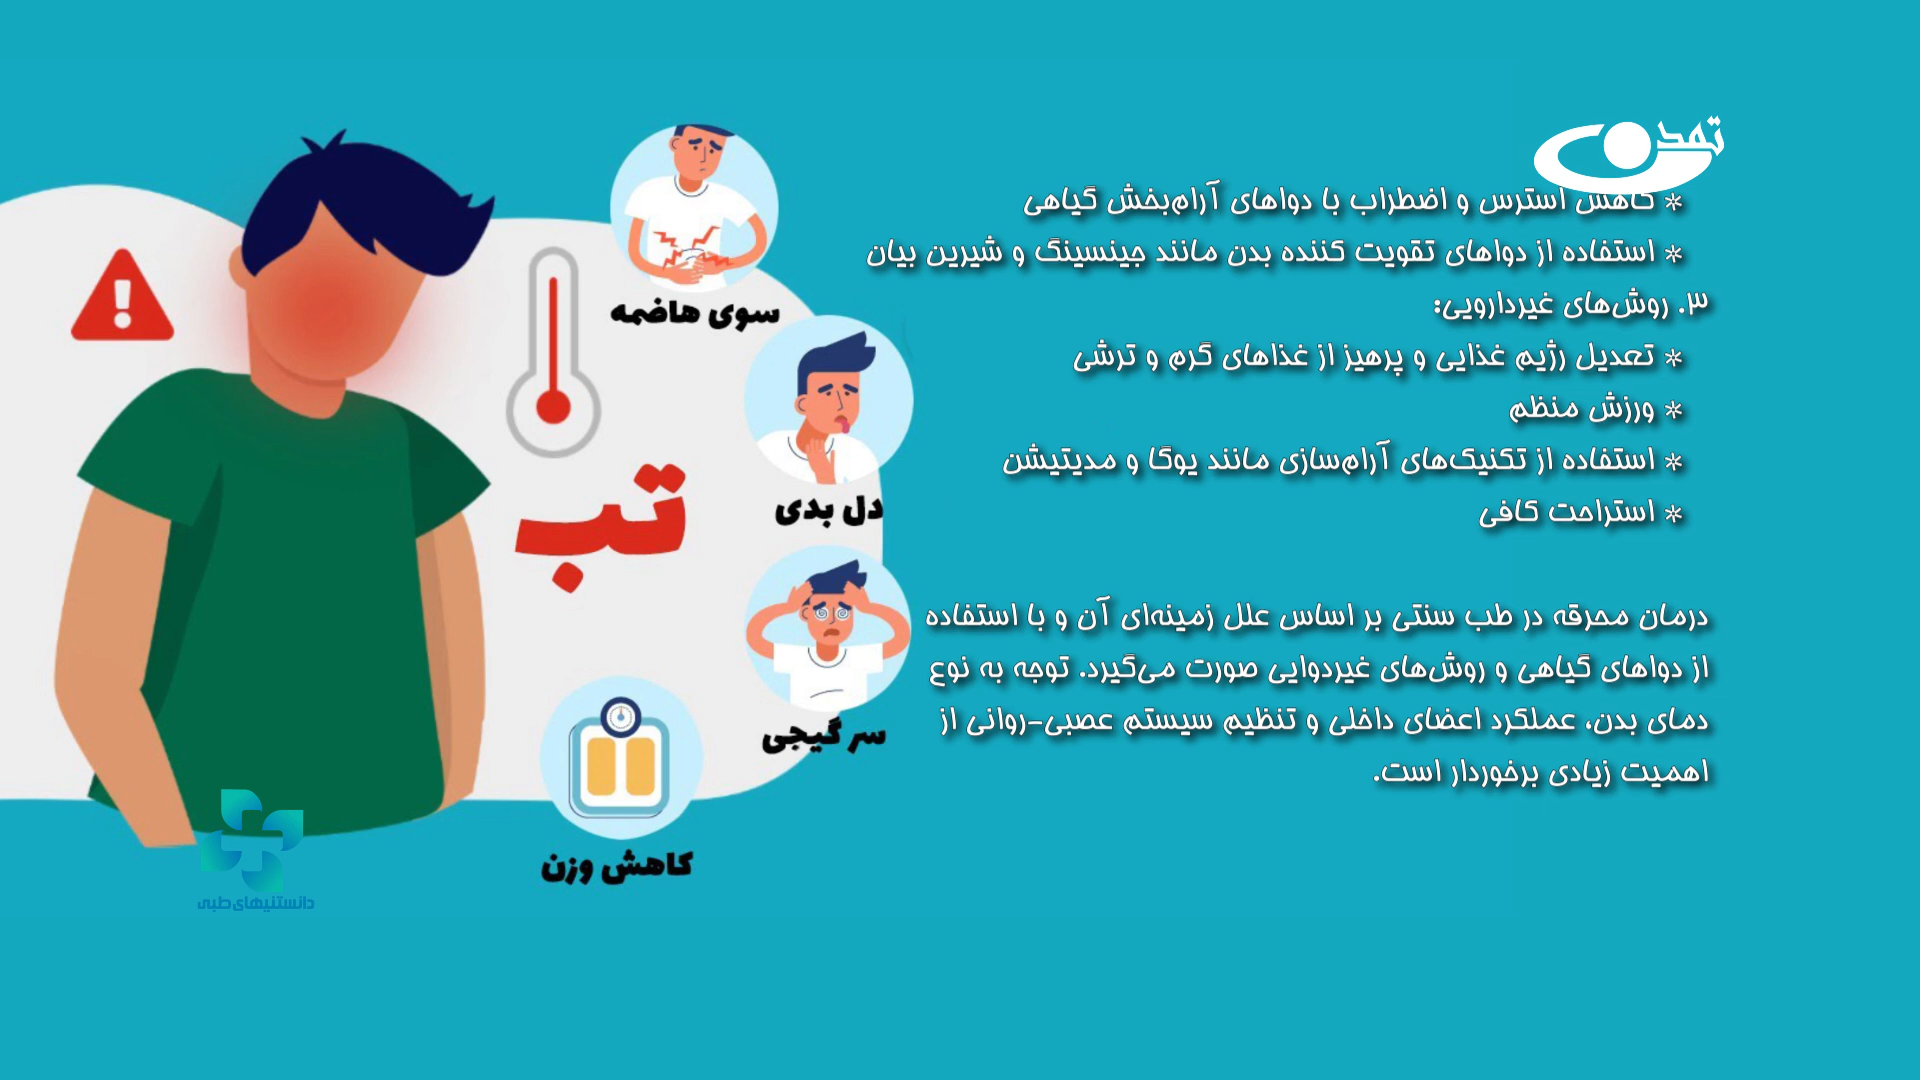 تمدن
* کاهش استرس و اضطراب با دواهای آرام‌بخش گیاهی
* استفاده از دواهای تقویت کننده بدن مانند جینسینگ و شیرین بیان
۳. روش‌های غیردارویی:
* تعدیل رژیم غذایی و پرهیز از غذاهای گرم و ترشی
* ورزش منظم
* استفاده از تکنیک‌های آرام‌سازی مانند یوگا و مدیتیشن
* استراحت کافی
درمان محرقه در طب سنتی بر اساس علل زمینه‌ای آن و با استفاده
از دواهای گیاهی و روش‌های غیردوایی صورت می‌گیرد. توجه به نوع
دمای بدن، عملکرد اعضای داخلی و تنظیم سیستم عصبی-روانی از
اهمیت زیادی برخوردار است.
سوی هاضمه
دل بدی
تب
سر گیجی
کاهش وزن
دانستنیهای طبی